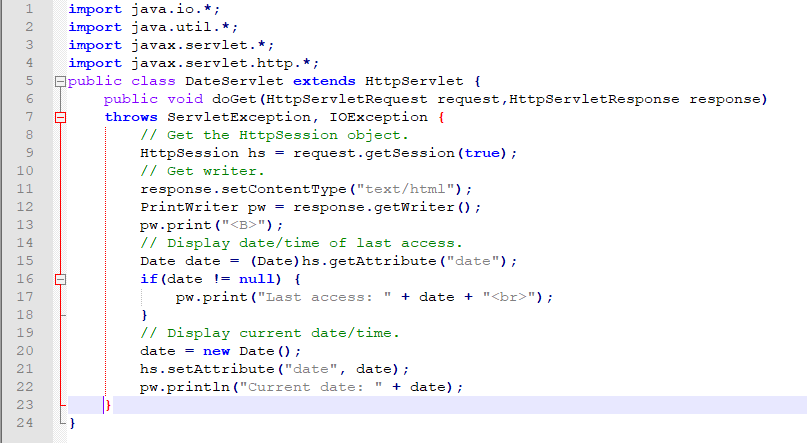 1 import java.io.*;
2 import java.util.*;
3 import javax.servlet.*;
4 import javax.servlet.http.*;
5 public class DateServlet extends HttpServlet {
6 public void doGet(HttpServletRequest request,HttpServletResponse response)
7 throws ServletException, IOException {
8 // Get the HttpSession object.
9 HttpSession hs = request.getSession(true);
10 // Get writer.
11 response.setContentType("text/html");
12 PrintWriter pw = response.getWriter();
13 pw.print("<B>");
14 // Display date/time of last access.
15 Date date = (Date)hs.getAttribute("date");
16 if(date != null) {
17 pw.print("Last access: " + date + "<br>");
18 }
19 // Display current date/time.
20 date = new Date();
21 hs.setAttribute("date", date);
22 pw.println("Current date: " + date);
23 }
24 }